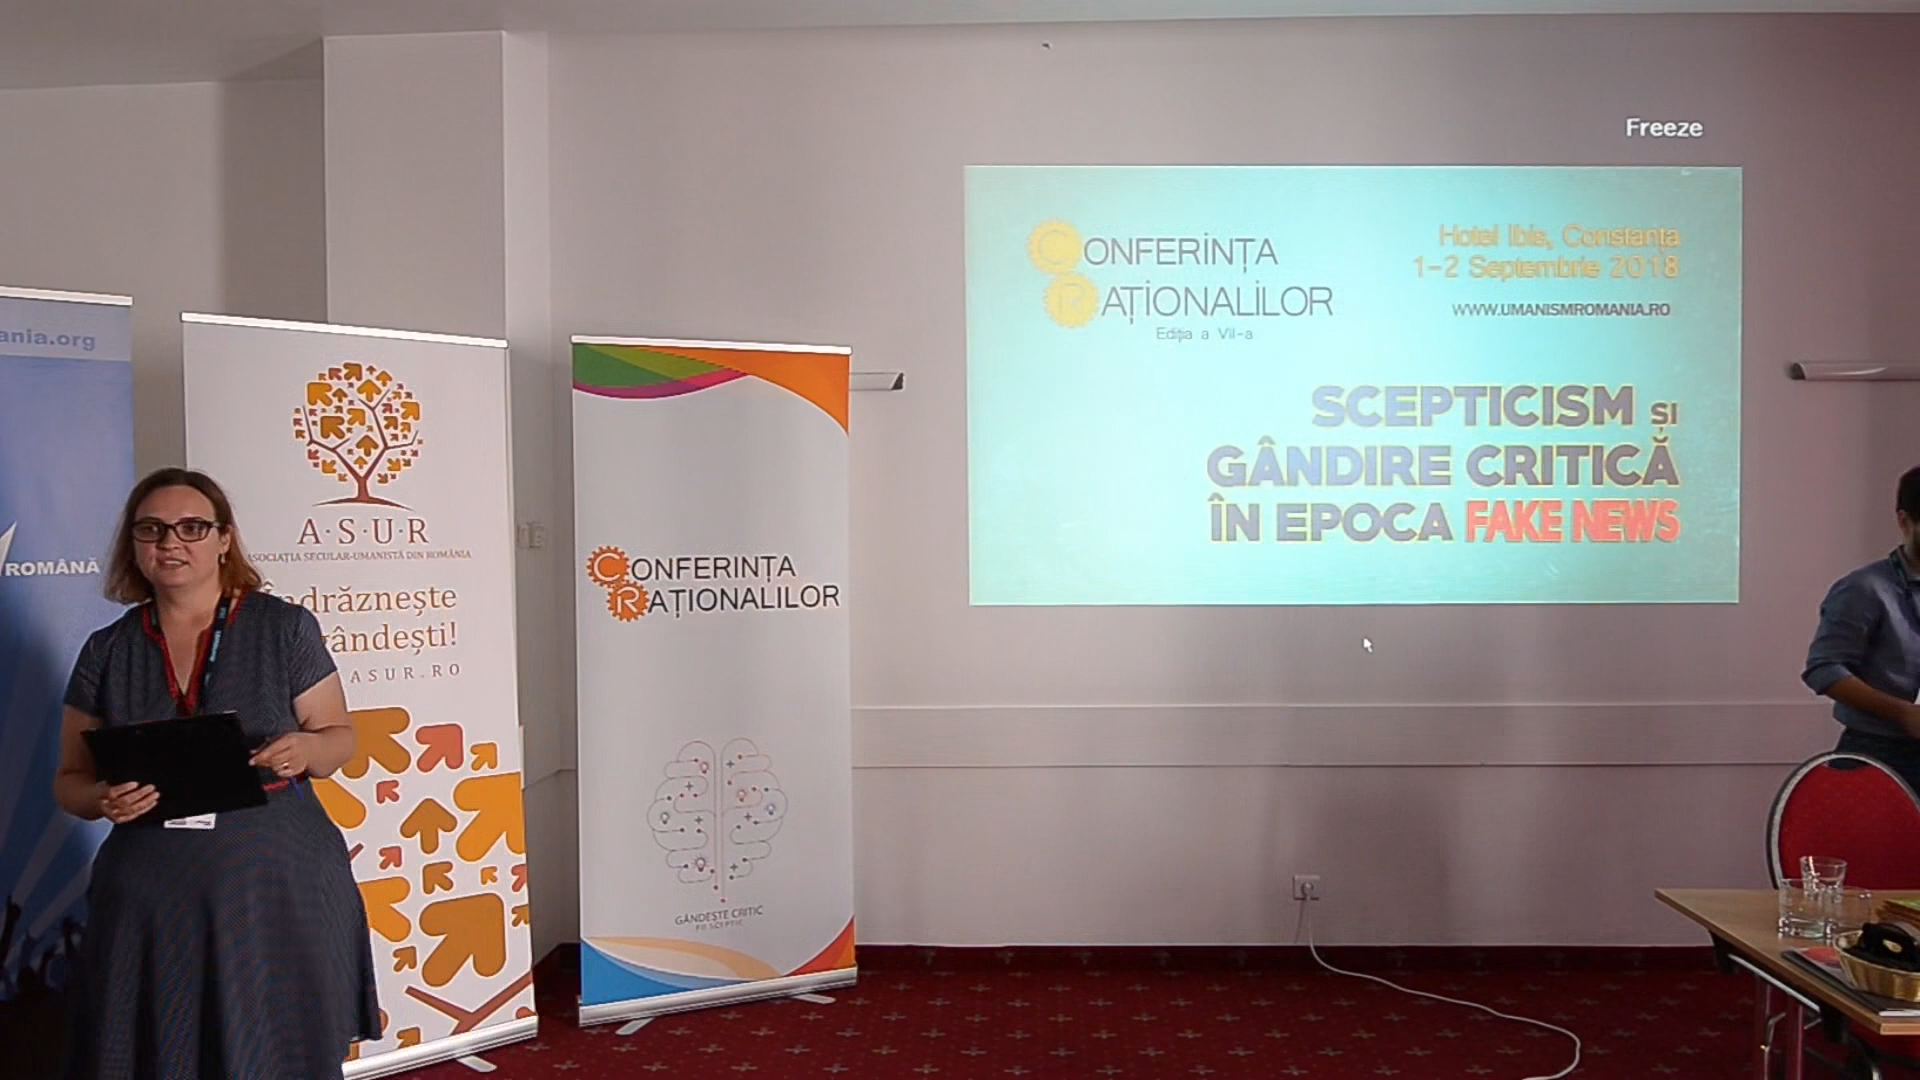 Freeze
CONFERINȚA
RAȚIONALILOR
Ediția a VII-a
Hotel Ibis, Constanța
1-2 Septembrie 2018
WWW.UMANISMROMANIA.RO
SCEPTICISM ȘI
GÂNDIRE CRITICĂ
ÎN EPOCA FAKE NEWS
ania.org
ROMÂNĂ
A·S·U·R
ASOCIAȚIA SECULAR-UMANISTĂ DIN ROMÂNIA
Îndrăznește
gândești!
ASUR.RO
CONFERINȚA
RAȚIONALILOR
GÂNDEȘTE CRITIC
FII SCEPTIC